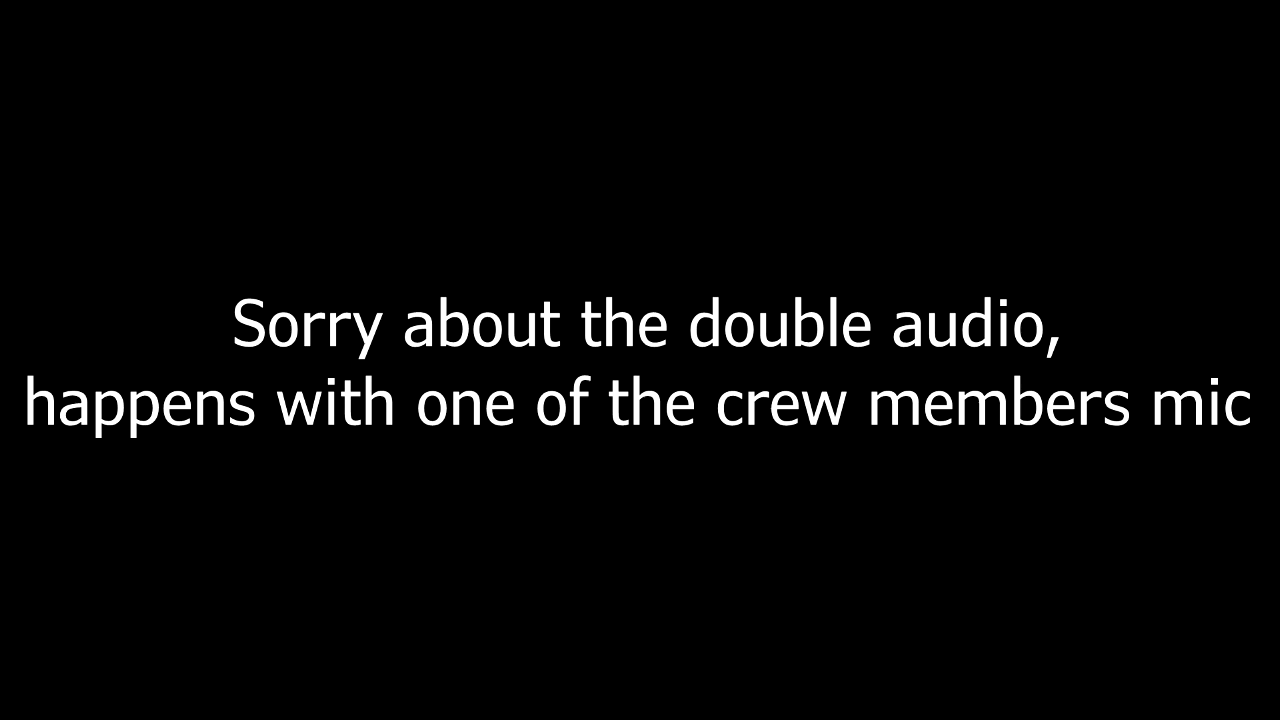 Sorry about the double audio,
happens with one of the crew members mic